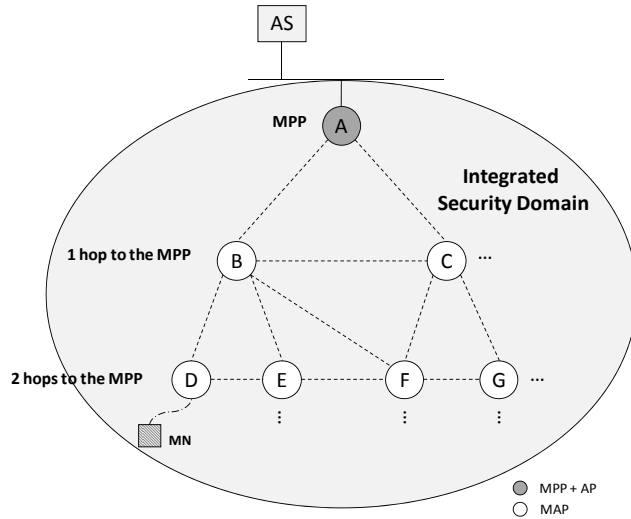 AS
MPP
A
Integrated
Security Domain
1 hop to the MPP
B
C
...
2 hops to the MPP
D
E
F
G
...
...
...
...
MN
MPP + AP
MAP